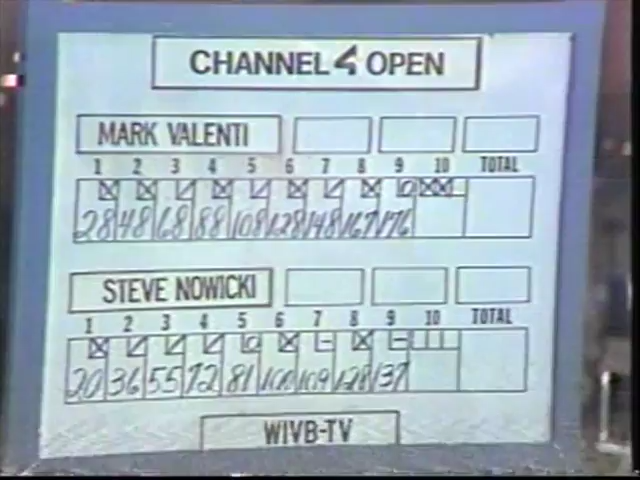 CHANNEL 4 OPEN
MARK VALENTI
1 2 3 4 5 6 7 8 9 10 TOTAL
28 48 68 88 108 128 148 167 176
STEVE NOWICKI
1 2 3 4 5 6 7 8 9 10 TOTAL
20 36 55 72 81 100 109 128 137
WIVB-TV